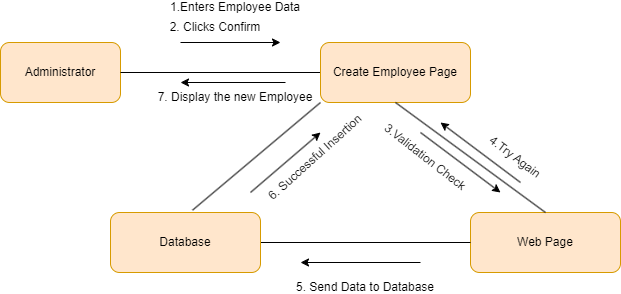 1.Enters Employee Data
2. Clicks Confirm
Administrator
Create Employee Page
7. Display the new Employee
3.Validation Check
4.Try Again
6. Successful Insertion
Database
Web Page
5. Send Data to Database